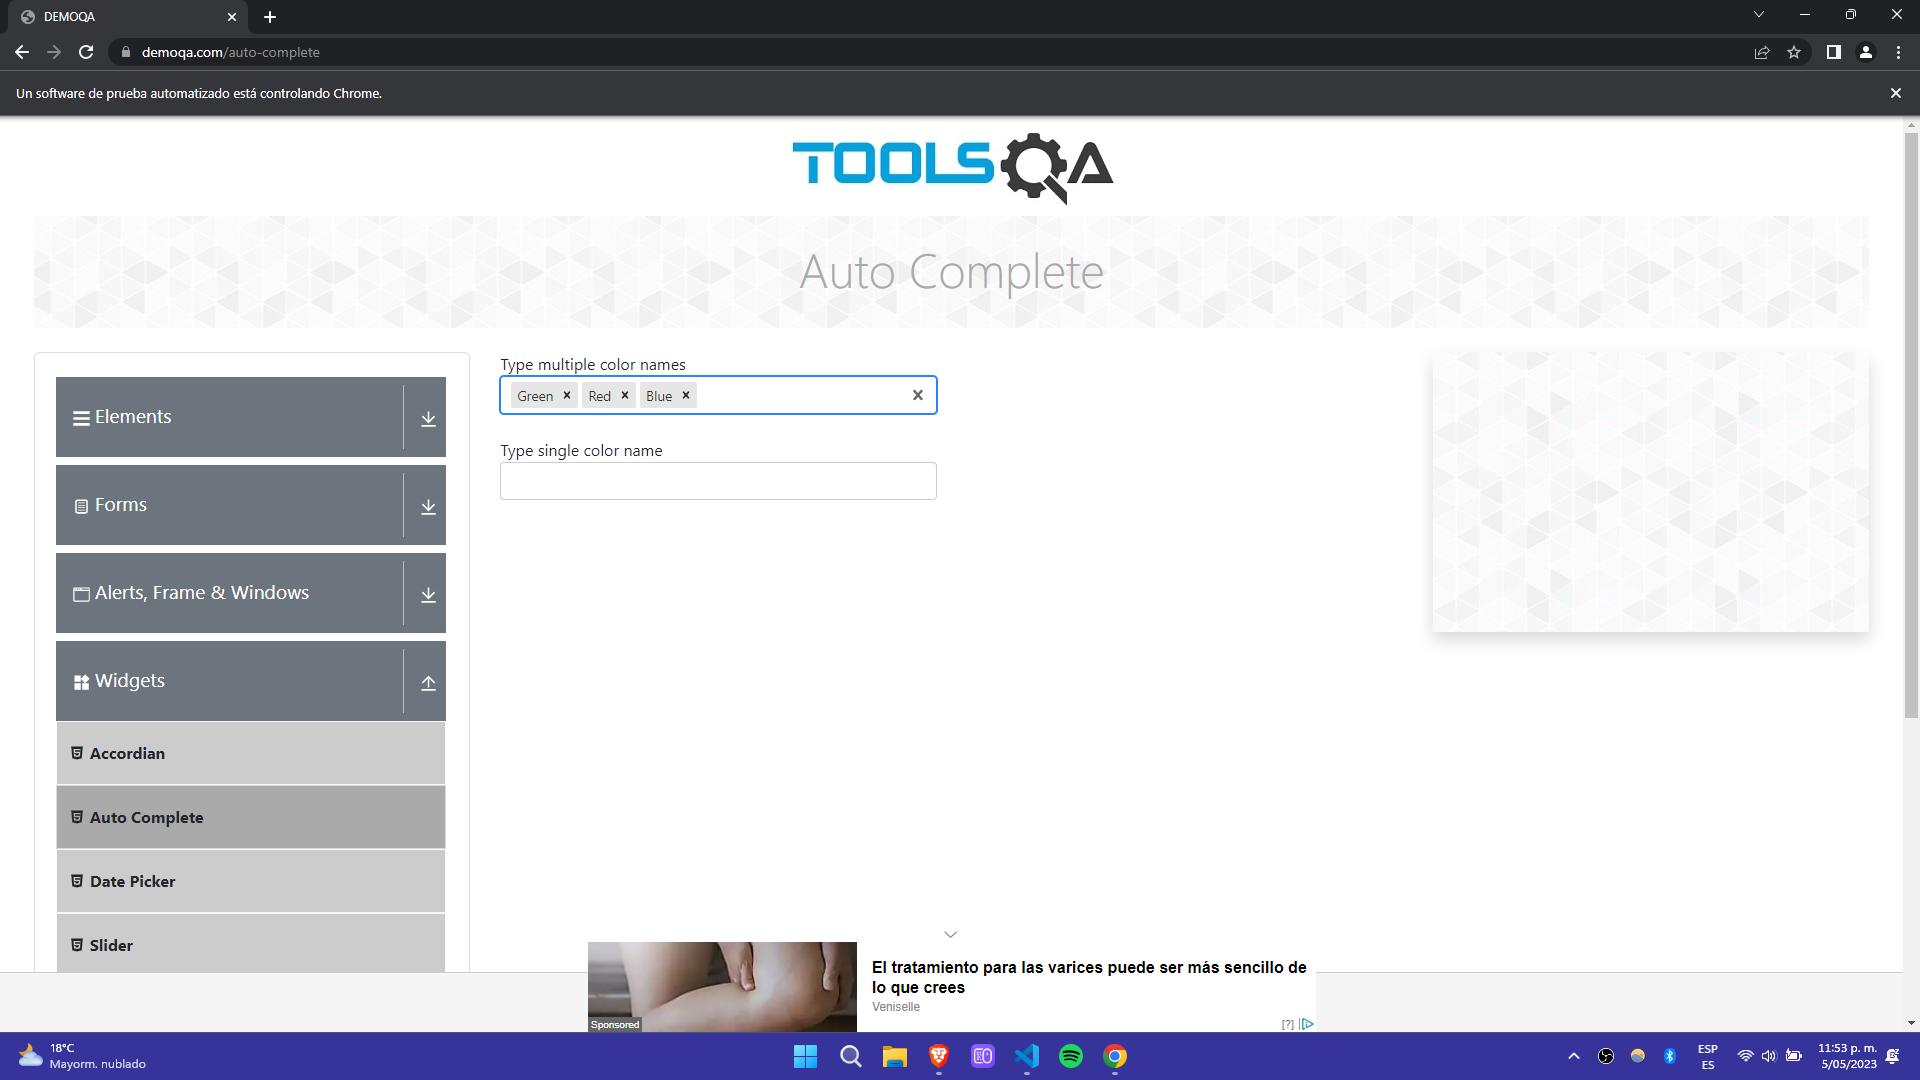 DEMOQA
demoqa.com/auto-complete
Un software de prueba automatizado está controlando Chrome.
TOOLSQA
Auto Complete
Elements
Forms
Alerts, Frame & Windows
Widgets
Accordian
Auto Complete
Date Picker
Slider
Type multiple color names
Green Red Blue
Type single color name
El tratamiento para las varices puede ser más sencillo de
lo que crees
Veniselle
Sponsored
[?]
18°C
Mayorm. nublado
ESP
ES
11:53 p. m.
5/05/2023